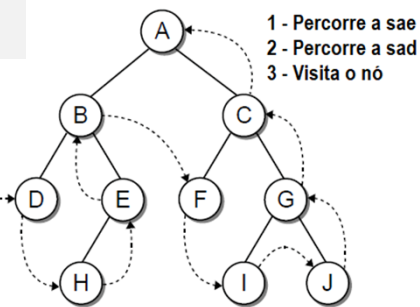 A
1 - Percorre a sae
2 - Percorre a sad
3 - Visita o nó
B
C
D
E
F
G
H
I
J